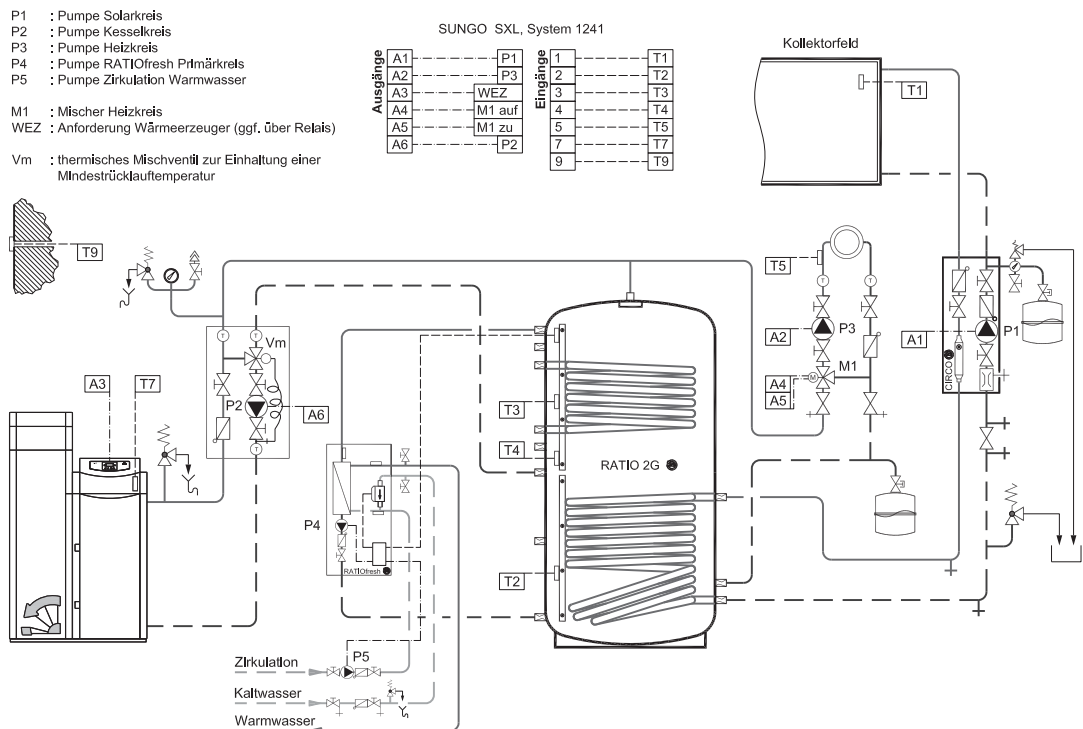 P1 : Pumpe Solarkreis
P2 : Pumpe Kesselkreis
P3 : Pumpe Heizkreis
P4 : Pumpe RATIOfresh Primärkreis
P5 : Pumpe Zirkulation Warmwasser
M1 : Mischer Heizkreis
WEZ : Anforderung Wärmeerzeuger (ggf. über Relais)
Vm : thermisches Mischventil zur Einhaltung einer
Mindestrücklauftemperatur
SUNGO SXL, System 1241
Ausgänge
A1 P1
A2 P3
A3 WEZ
A4 M1 auf
A5 M1 zu
A6 P2
Eingänge
1 T1
2 T2
3 T3
4 T4
5 T5
7 T7
9 T9
Kollektorfeld
T1
T9
T5
T
T
T
T
A2
P3
A1
P1
CIRCO
Vm
M1
M
A4
A5
A3
T7
P2
A6
T
T3
T4
RATIO 2G
P4
RATIOfresh
T2
P5
Zirkulation
Kaltwasser
Warmwasser